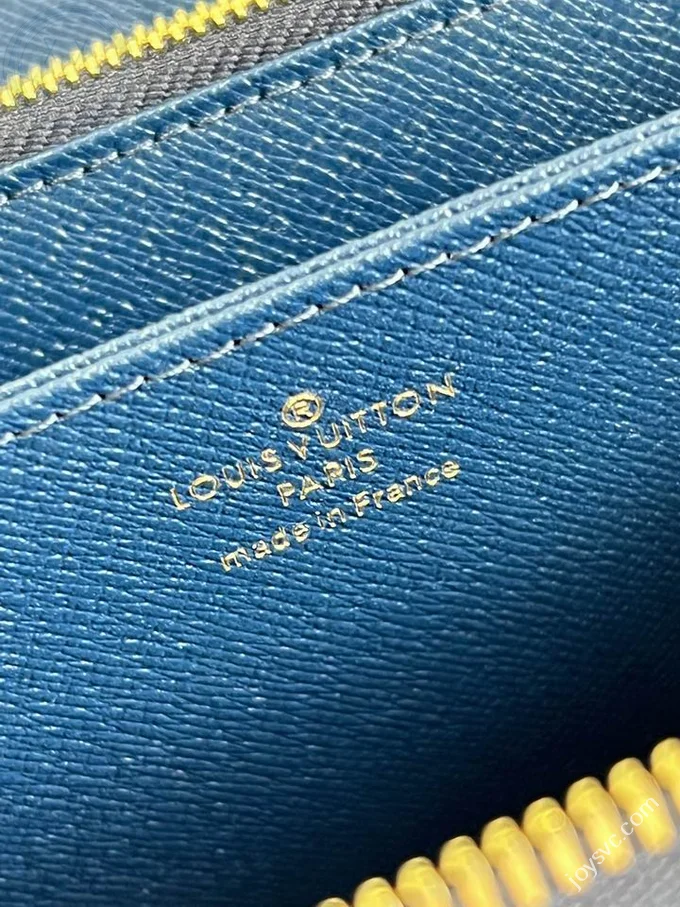 ®
LOUIS VUITTON
PARIS
made in France
joysvc.com